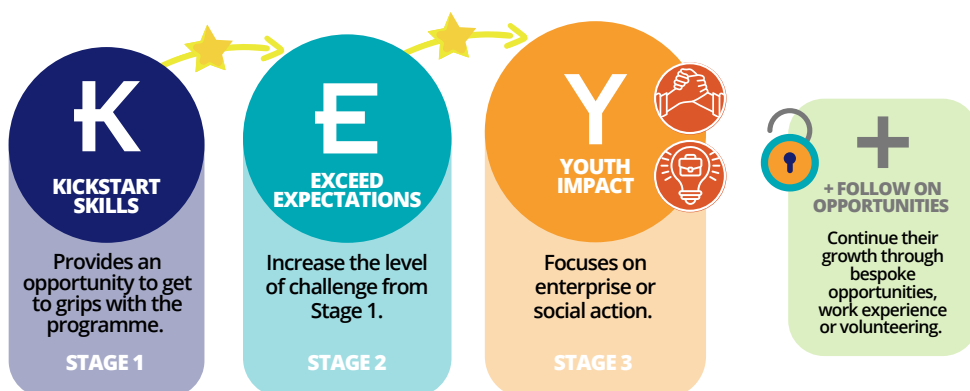 K
KICKSTART
SKILLS
Provides an
opportunity to get
to grips with the
programme.
STAGE 1
E
EXCEED
EXPECTATIONS
Increase the level
of challenge from
Stage 1.
STAGE 2
Y
YOUTH
IMPACT
Focuses on
enterprise or
social action.
STAGE 3
+
+ FOLLOW ON
OPPORTUNITIES
Continue their
growth through
bespoke
opportunities,
work experience
or volunteering.